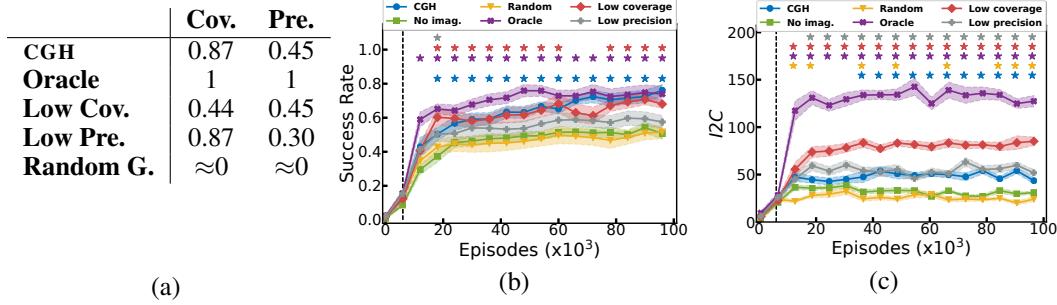 Cov. Pre.
CGH 0.87 0.45
Oracle 1 1
Low Cov. 0.44 0.45
Low Pre. 0.87 0.30
Random G. ≈0 ≈0
(a)
CGH Random Low coverage
No imag. Oracle Low precision
Success Rate
1.0
0.8
0.6
0.4
0.2
0.0
0 20 40 60 80 100
Episodes (x10³)
(b)
CGH Random Low coverage
No imag. Oracle Low precision
I2C
200
150
100
50
0
0 20 40 60 80 100
Episodes (x10³)
(c)